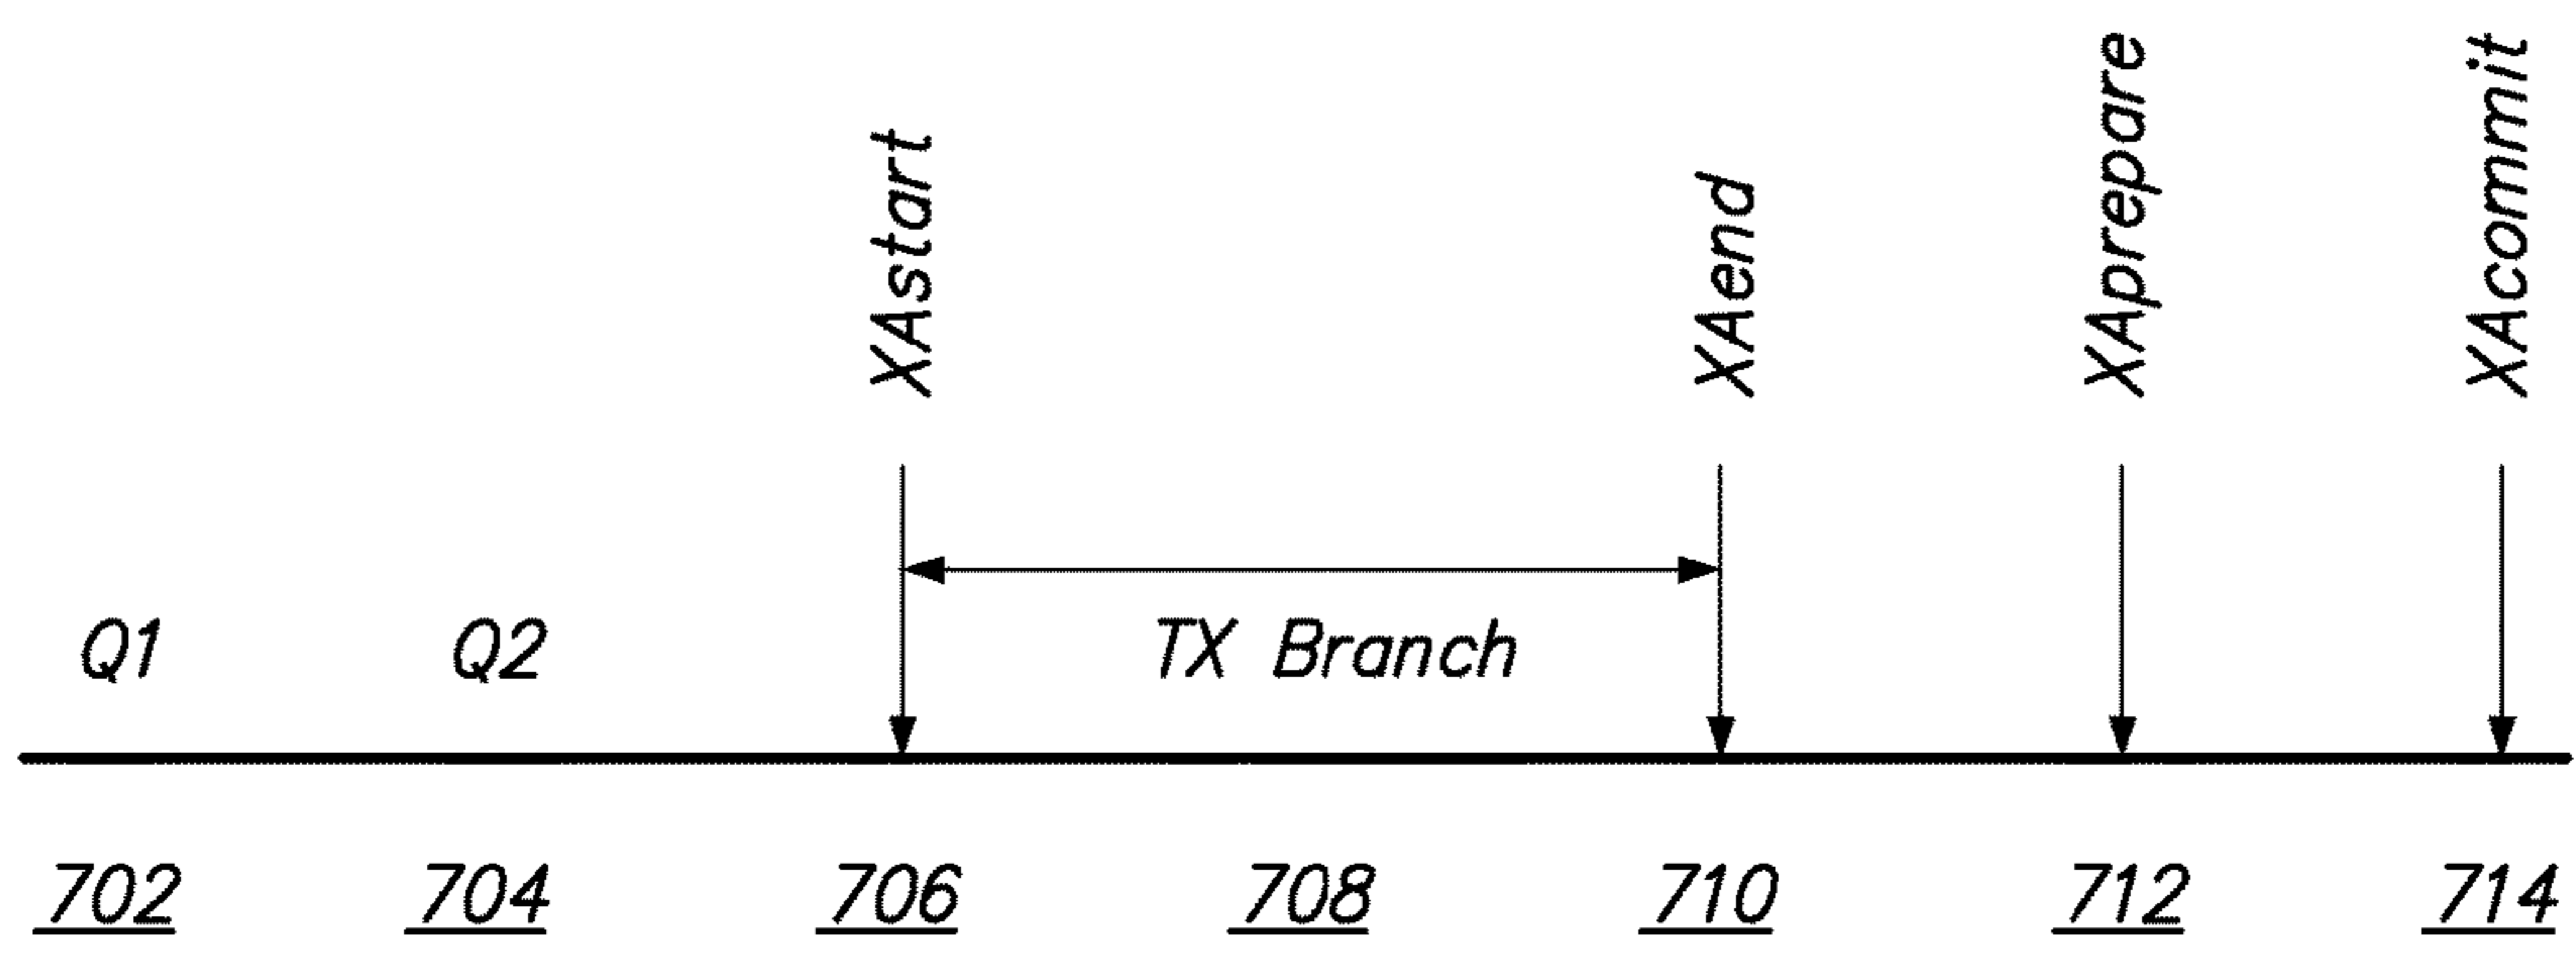 XAstart
XAend
XAprepare
XAcommit
Q1 Q2 TX Branch
702 704 706 708 710 712 714